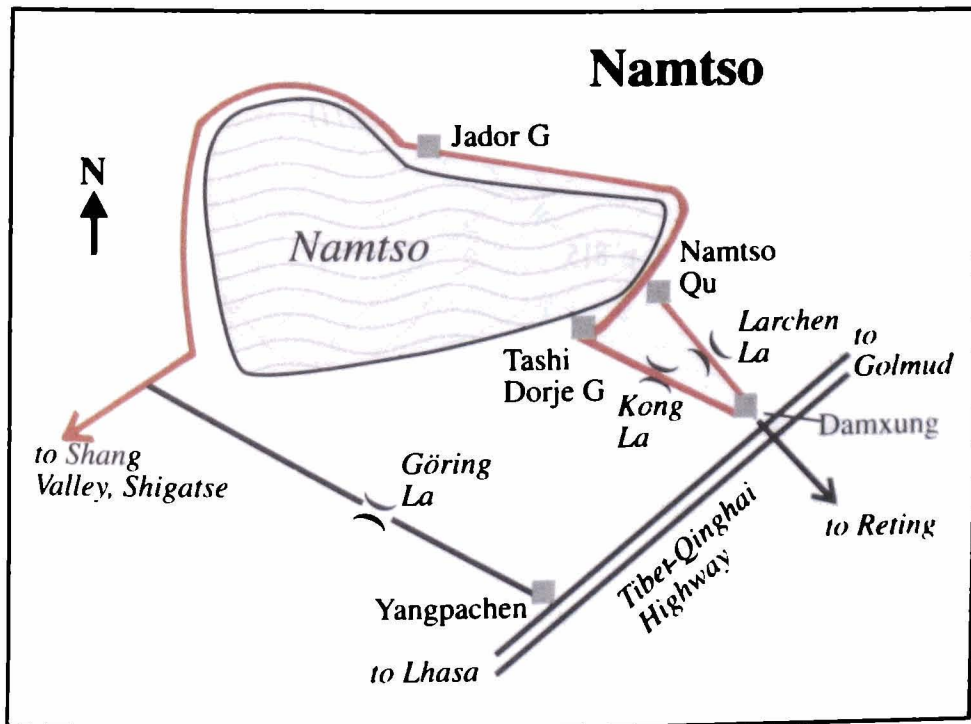 Namtso
Jador G
N
Namtso
Namtso
Qu
Larchen
La
to
Golmud
Tashi
Dorje G
Kong
La
Damxung
to Shang
Valley, Shigatse
Göring
La
to Reting
Tibet-Qinghai
Highway
Yangpachen
to Lhasa